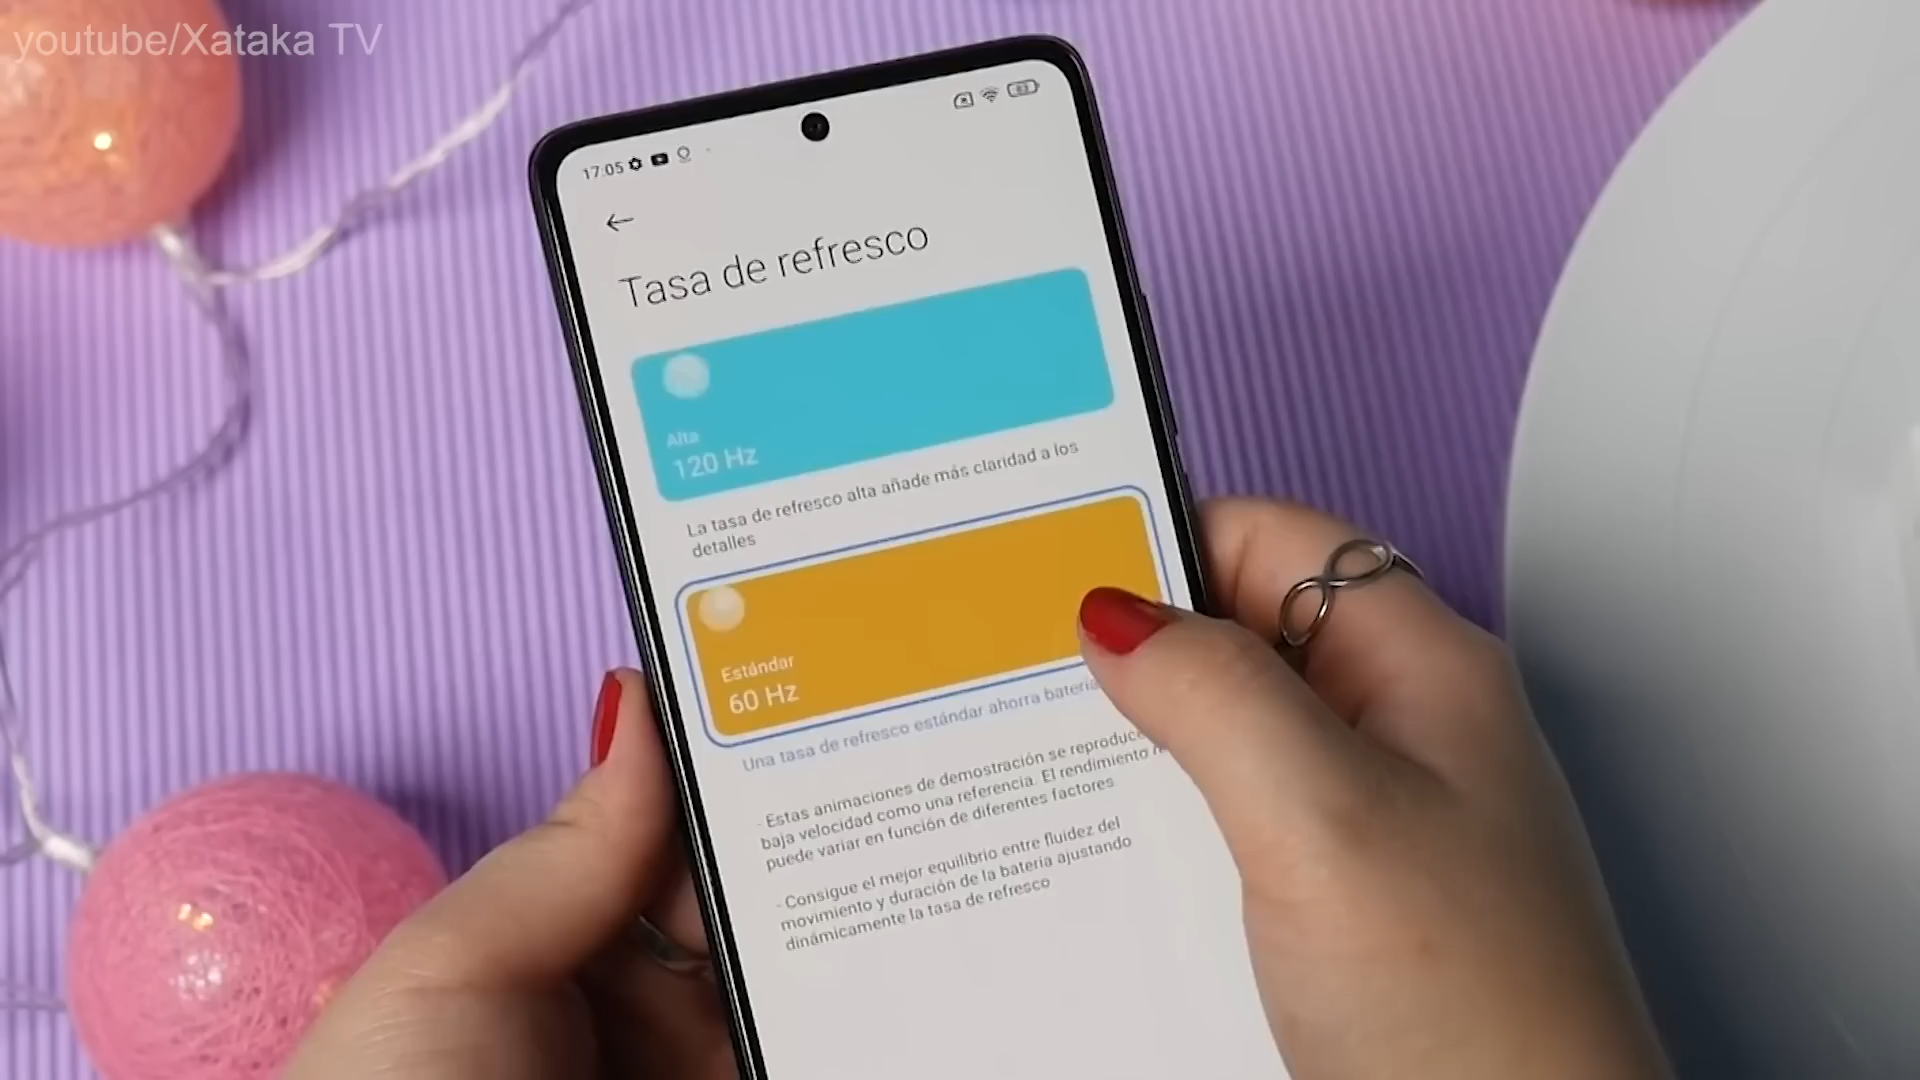 youtube/Xataka TV
17:05
83
Tasa de refresco
Alta
120 Hz
La tasa de refresco alta añade más claridad a los
detalles
Estándar
60 Hz
Una tasa de refresco estándar ahorra batería
- Estas animaciones de demostración se reproduce
baja velocidad como una referencia. El rendimiento
puede variar en función de diferentes factores.
- Consigue el mejor equilibrio entre fluidez del
movimiento y duración de la batería ajustando
dinámicamente la tasa de refresco